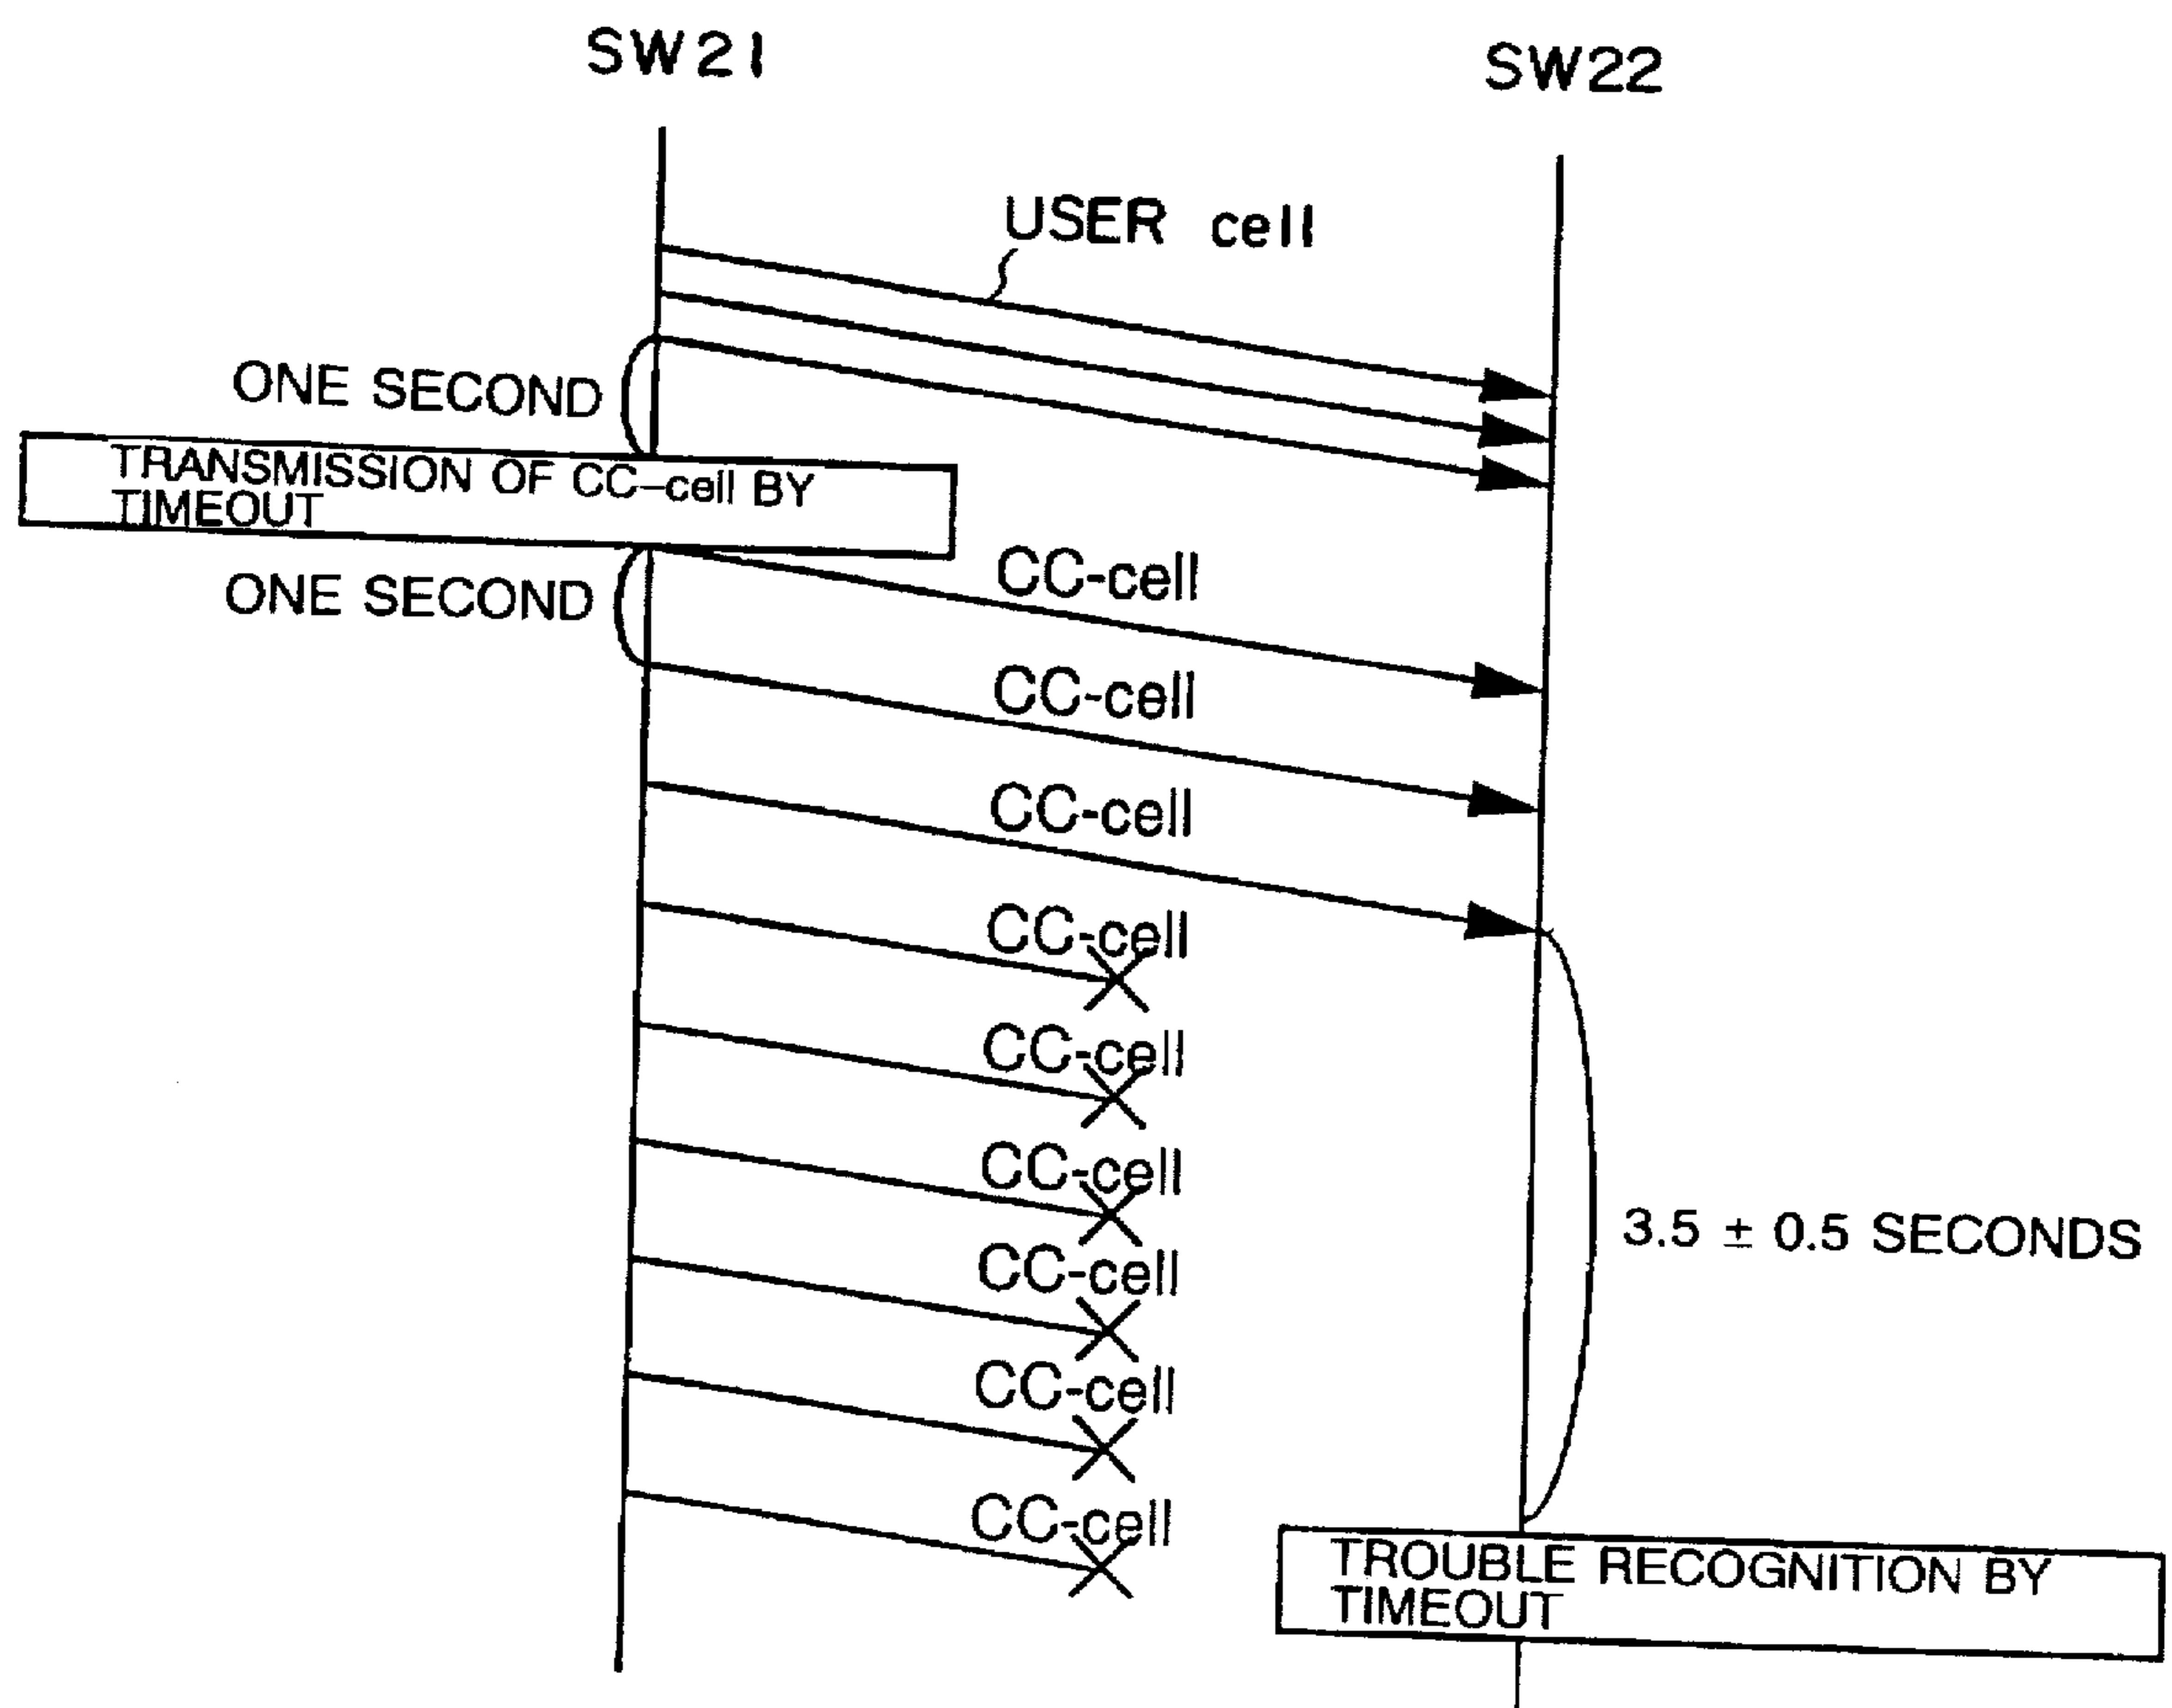 SW21
SW22
USER cell
ONE SECOND
TRANSMISSION OF CC-cell BY
TIMEOUT
CC-cell
ONE SECOND
CC-cell
CC-cell
CC-cell
CC-cell
CC-cell
3.5 ± 0.5 SECONDS
CC-cell
CC-cell
CC-cell
TROUBLE RECOGNITION BY
TIMEOUT